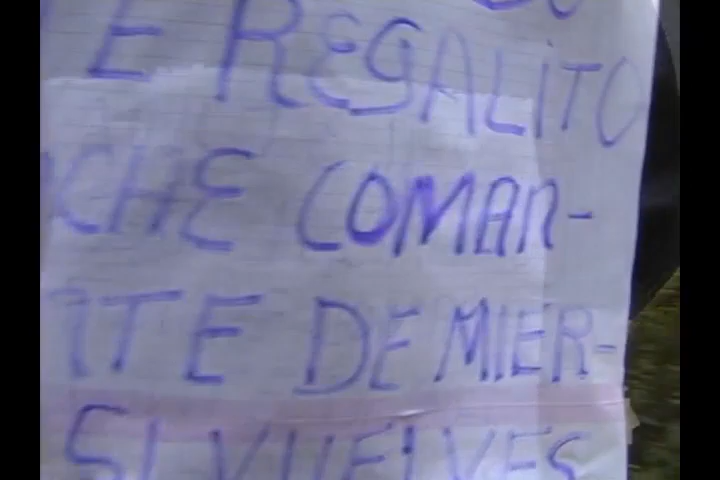 E REGALITO
CHE COMAN-
TE DE MIER-
SI VUELVES